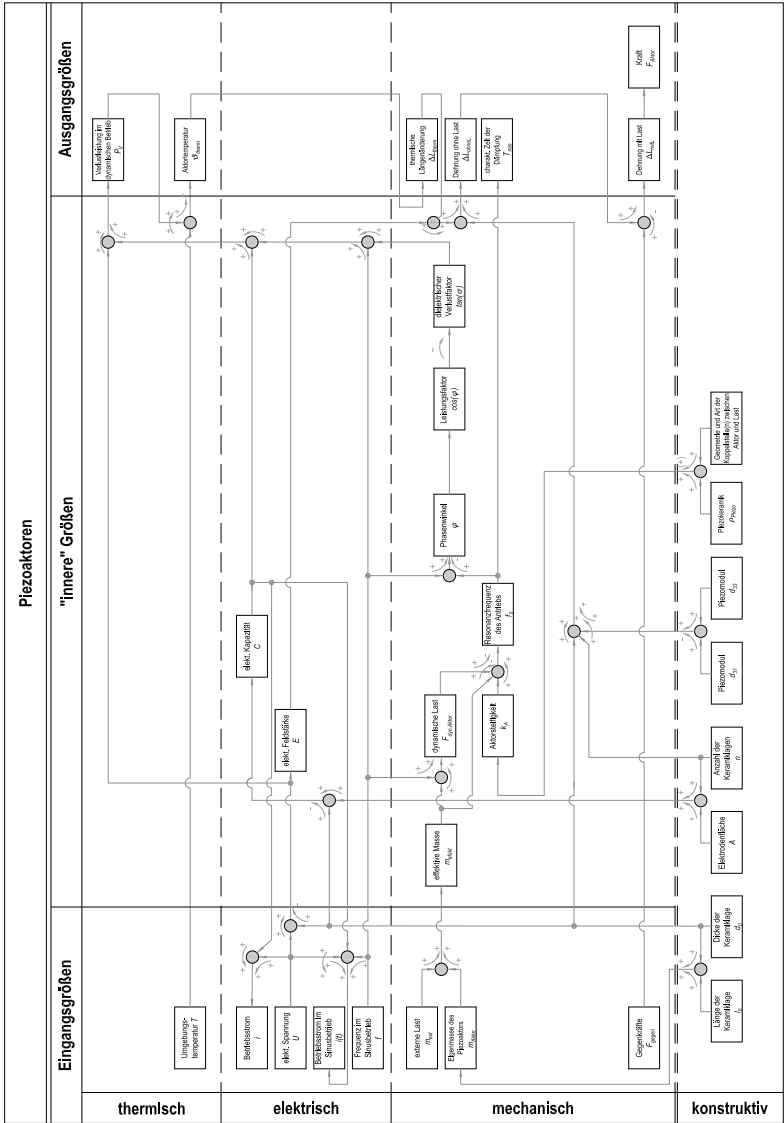 Piezoaktoren
Eingangsgrößen
"innere" Größen
Ausgangsgrößen
thermisch
Umgebungs-
temperatur T
Verlustleistung im
dynamischen Betrieb
P_V
Aktortemperatur
ϑ_therm
elektrisch
Betriebsstrom
i
elekt. Spannung
U
Betriebsstrom im
Sinusbetrieb
i(t)
Frequenz im
Sinusbetrieb
f
elekt. Feldstärke
E
elekt. Kapazität
C
mechanisch
externe Last
m_ext
Eigenmasse des
Piezoaktors
m_Aktor
Gegenkräfte
F_gegen
effektive Masse
dynamische Last
F_dyn,Aktor
Aktorsteifigkeit
k_A
Resonanzfrequenz
des Antriebs
f_0
Phasenwinkel
φ
Leistungsfaktor
cos(φ)
dielektrischer
Verlustfaktor
thermische
Längenänderung
ΔL_therm
Dehnung ohne Last
ΔL_ohneL
charakt. Zeit der
Dämpfung
Dehnung mit Last
ΔL_mitL
Kraft
F_Aktor
konstruktiv
Länge der
Keramiklage
l_0
Dicke der
Keramiklage
d_0
Elektrodenfläche
A
Anzahl der
Keramiklagen
n
Piezomodul
d_31
Piezomodul
d_33
Piezokeramik
ρ_Piezo
Geometrie und Art der
Koppelstelle(n) zwischen
Aktor und Last